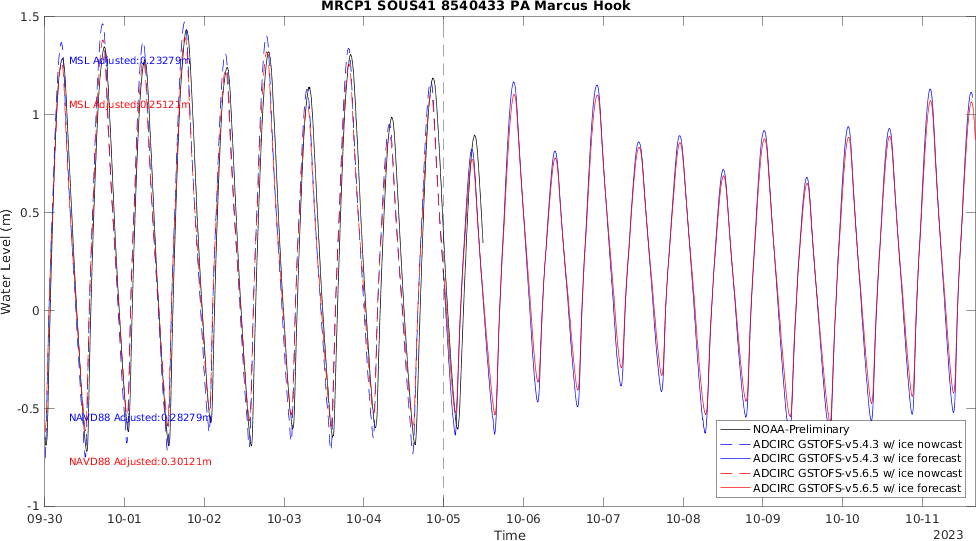 MRCP1 SOUS41 8540433 PA Marcus Hook
1.5
1
0.5
0
-0.5
-1
Water Level (m)
MSL Adjusted:0.23279m
MSL Adjusted:0.25121m
NAVD88 Adjusted:0.28279m
NAVD88 Adjusted:0.30121m
NOAA-Preliminary
ADCIRC GSTOFS-v5.4.3 w/ ice nowcast
ADCIRC GSTOFS-v5.4.3 w/ ice forecast
ADCIRC GSTOFS-v5.6.5 w/ ice nowcast
ADCIRC GSTOFS-v5.6.5 w/ ice forecast
09-30 10-01 10-02 10-03 10-04 10-05 10-06 10-07 10-08 10-09 10-10 10-11
Time
2023